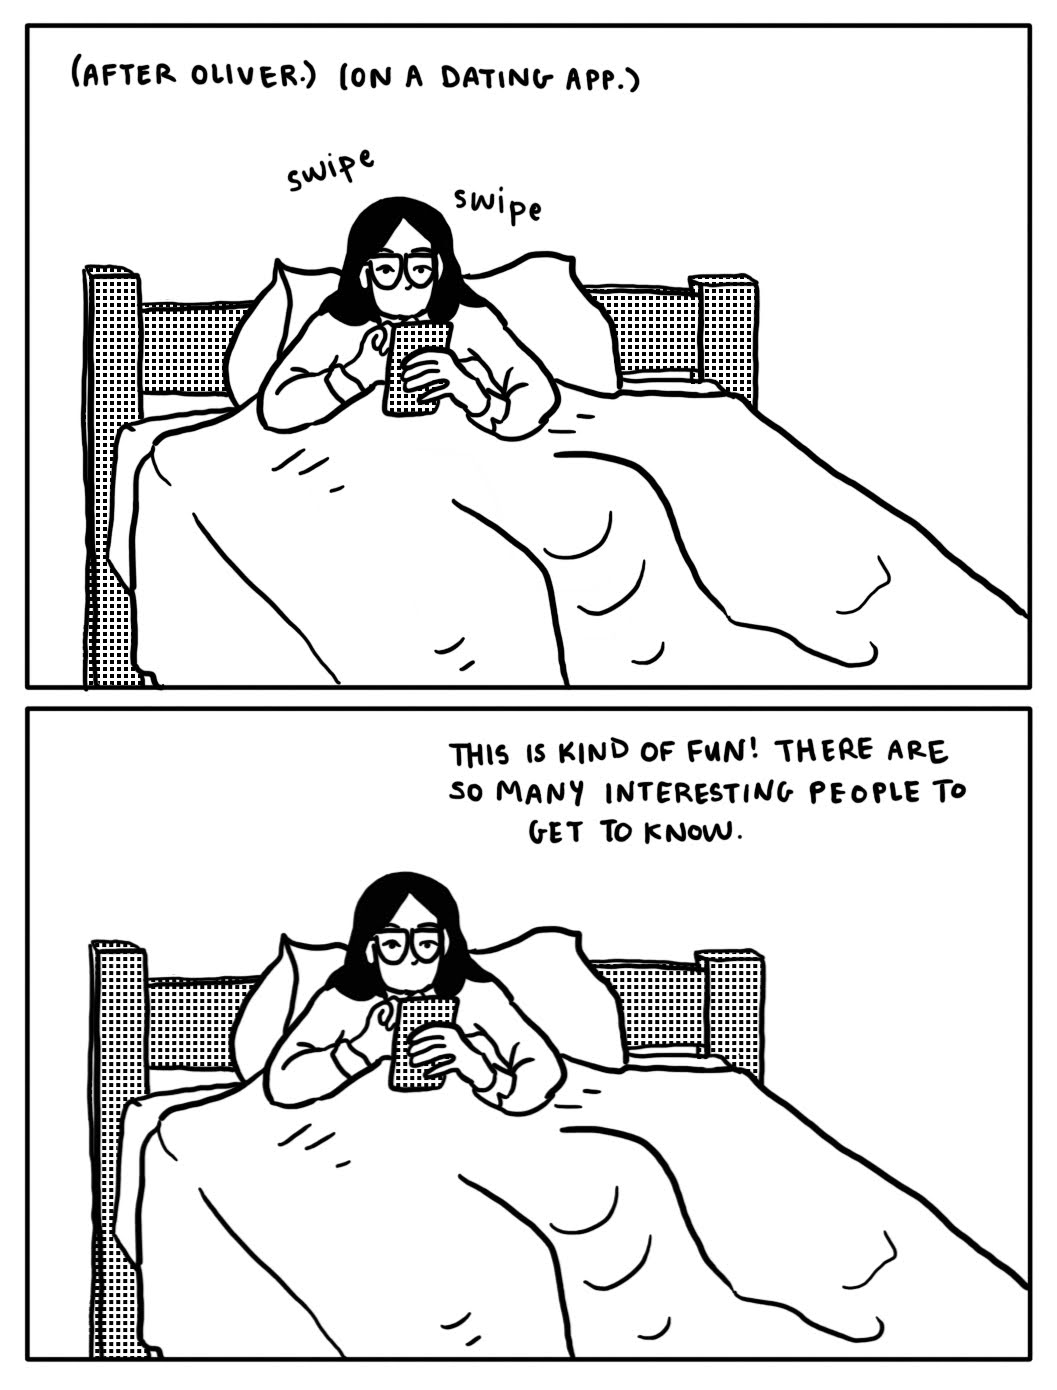 (AFTER OLIVER.) (ON A DATING APP.)
swipe
swipe
THIS IS KIND OF FUN! THERE ARE
SO MANY INTERESTING PEOPLE TO
GET TO KNOW.